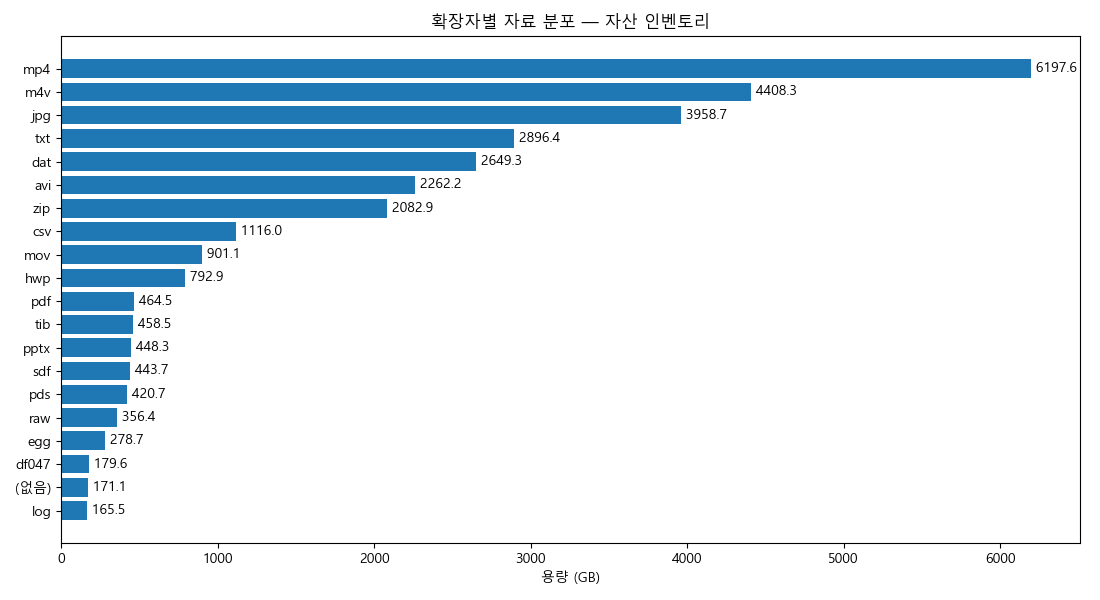 확장자별 자료 분포 — 자산 인벤토리
mp4 6197.6
m4v 4408.3
jpg 3958.7
txt 2896.4
dat 2649.3
avi 2262.2
zip 2082.9
csv 1116.0
mov 901.1
hwp 792.9
pdf 464.5
tib 458.5
pptx 448.3
sdf 443.7
pds 420.7
raw 356.4
egg 278.7
df047 179.6
(없음) 171.1
log 165.5
0 1000 2000 3000 4000 5000 6000
용량 (GB)